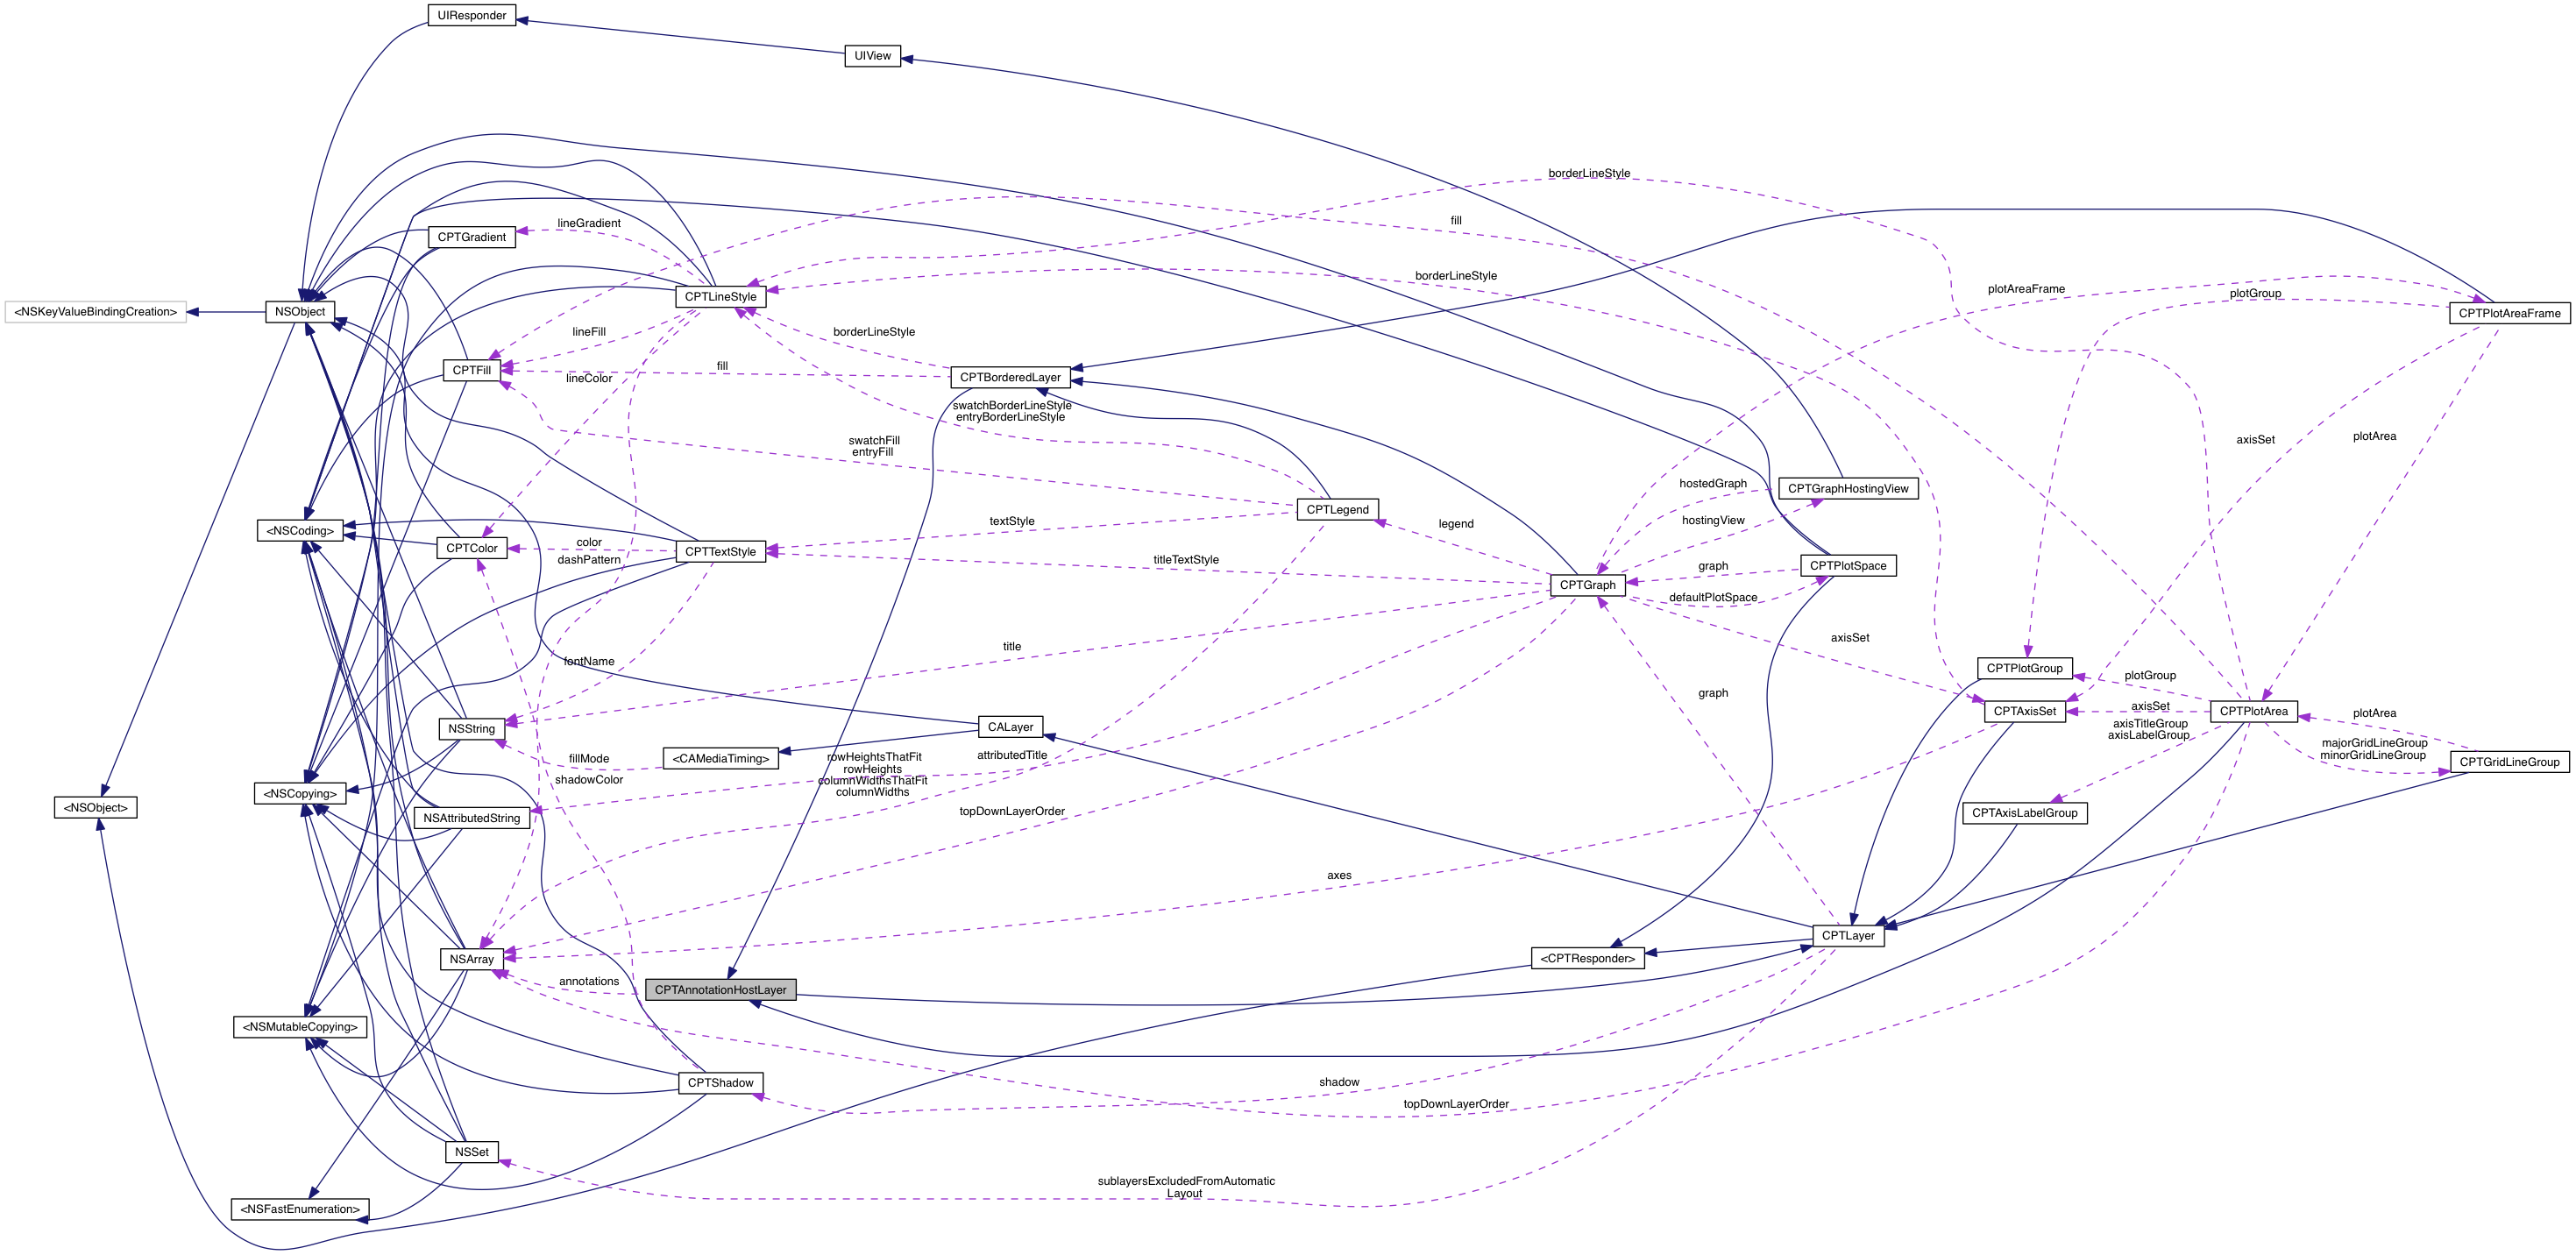 UIResponder
UIView
borderLineStyle
lineGradient
fill
CPTGradient
borderLineStyle
plotAreaFrame
plotGroup
CPTLineStyle
<NSKeyValueBindingCreation>
NSObject
CPTPlotAreaFrame
lineFill
borderLineStyle
CPTFill
fill
CPTBorderedLayer
lineColor
swatchBorderLineStyle
entryBorderLineStyle
swatchFill
entryFill
axisSet
plotArea
hostedGraph
CPTGraphHostingView
CPTLegend
<NSCoding>
textStyle
legend
hostingView
CPTColor
color
CPTTextStyle
dashPattern
titleTextStyle
graph
CPTPlotSpace
CPTGraph
defaultPlotSpace
axisSet
title
fontName
CPTPlotGroup
plotGroup
graph
CPTAxisSet
axisSet
CPTPlotArea
plotArea
axisTitleGroup
axisLabelGroup
NSString
CALayer
majorGridLineGroup
minorGridLineGroup
fillMode
<CAMediaTiming>
rowHeightsThatFit
rowHeights
columnWidthsThatFit
columnWidths
attributedTitle
CPTGridLineGroup
shadowColor
<NSCopying>
<NSObject>
NSAttributedString
topDownLayerOrder
CPTAxisLabelGroup
axes
CPTLayer
NSArray
<CPTResponder>
annotations
CPTAnnotationHostLayer
<NSMutableCopying>
CPTShadow
shadow
topDownLayerOrder
NSSet
sublayersExcludedFromAutomatic
Layout
<NSFastEnumeration>